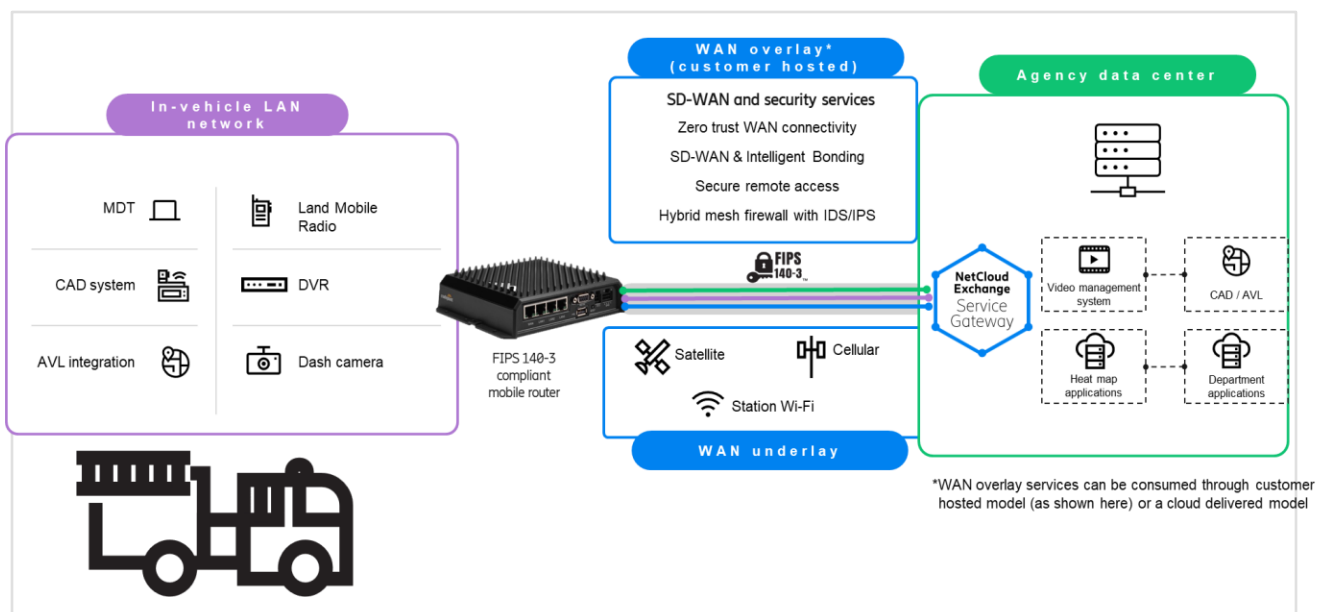 In-vehicle LAN
network
MDT
Land Mobile
Radio
CAD system
DVR
AVL integration
Dash camera
FIPS 140-3
compliant
mobile router
WAN overlay*
(customer hosted)
SD-WAN and security services
Zero trust WAN connectivity
SD-WAN & Intelligent Bonding
Secure remote access
Hybrid mesh firewall with IDS/IPS
FIPS
140-3™
Satellite
Cellular
Station Wi-Fi
WAN underlay
Agency data center
NetCloud
Exchange
Service
Gateway
Video management
system
CAD / AVL
Heat map
applications
Department
applications
*WAN overlay services can be consumed through customer
hosted model (as shown here) or a cloud delivered model